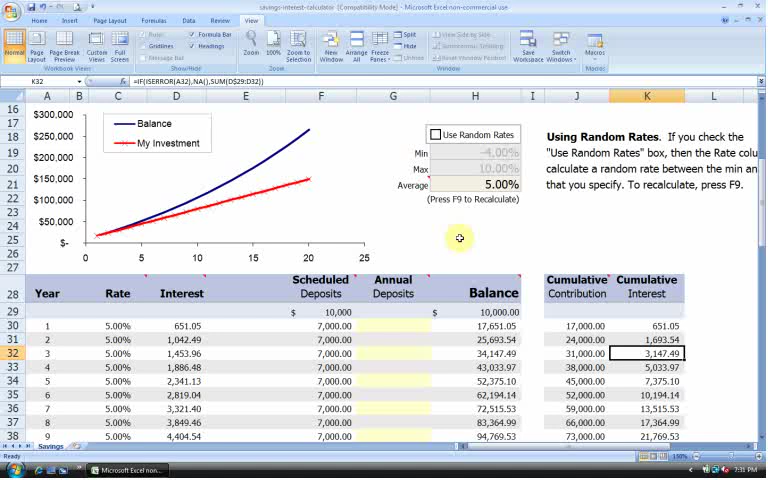 savings-interest-calculator [Compatibility Mode] - Microsoft Excel non-commercial use
Home Insert Page Layout Formulas Data Review View
Normal Page Layout Page Break Preview Custom Views Full Screen
Ruler Formula Bar
Gridlines Headings
Message Bar
Workbook Views Show/Hide
Zoom 100% Zoom to Selection
Zoom
New Window Arrange All Freeze Panes
Split
Hide
Unhide
View Side by Side
Synchronous Scrolling
Reset Window Position
Window
Save Workspace Switch Windows
Macros
Macros
K32 fx =IF(ISERROR(A32),NA(),SUM(D$29:D32))
A B C D E F G H I J K L
16
17
18
19
20
21
22
23
24
25
26
27
$300,000
$250,000
$200,000
$150,000
$100,000
$50,000
$-
0 5 10 15 20 25
Balance
My Investment
Use Random Rates
Min -4.00%
Max 10.00%
Average 5.00%
(Press F9 to Recalculate)
Using Random Rates. If you check the
"Use Random Rates" box, then the Rate colu
calculate a random rate between the min an
that you specify. To recalculate, press F9.
28 Year Rate Interest Scheduled Deposits Annual Deposits Balance Cumulative Contribution Cumulative Interest
29 $ 10,000 $ 10,000.00
30 1 5.00% 651.05 7,000.00 17,651.05 17,000.00 651.05
31 2 5.00% 1,042.49 7,000.00 25,693.54 24,000.00 1,693.54
32 3 5.00% 1,453.96 7,000.00 34,147.49 31,000.00 3,147.49
33 4 5.00% 1,886.48 7,000.00 43,033.97 38,000.00 5,033.97
34 5 5.00% 2,341.13 7,000.00 52,375.10 45,000.00 7,375.10
35 6 5.00% 2,819.04 7,000.00 62,194.14 52,000.00 10,194.14
36 7 5.00% 3,321.40 7,000.00 72,515.53 59,000.00 13,515.53
37 8 5.00% 3,849.46 7,000.00 83,364.99 66,000.00 17,364.99
38 9 5.00% 4,404.54 7,000.00 94,769.53 73,000.00 21,769.53
Savings
Ready 150%
Microsoft Excel non... 7:31 PM